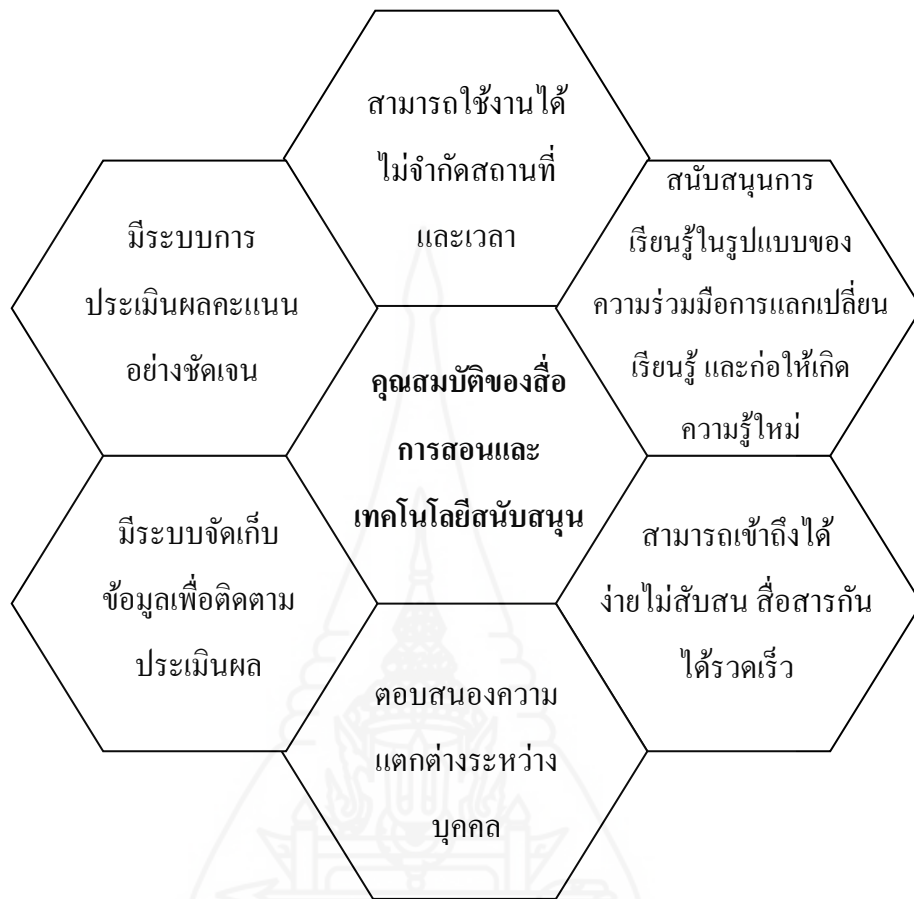 สามารถใช้งานได้
ไม่จำกัดสถานที่
และเวลา
สนับสนุนการ
เรียนรู้ในรูปแบบของ
ความร่วมมือการแลกเปลี่ยน
เรียนรู้ และก่อให้เกิด
ความรู้ใหม่
มีระบบการ
ประเมินผลคะแนน
อย่างชัดเจน
คุณสมบัติของสื่อ
การสอนและ
เทคโนโลยีสนับสนุน
สามารถเข้าถึงได้
ง่ายไม่สับสน สื่อสารกัน
ได้รวดเร็ว
มีระบบจัดเก็บ
ข้อมูลเพื่อติดตาม
ประเมินผล
ตอบสนองความ
แตกต่างระหว่าง
บุคคล